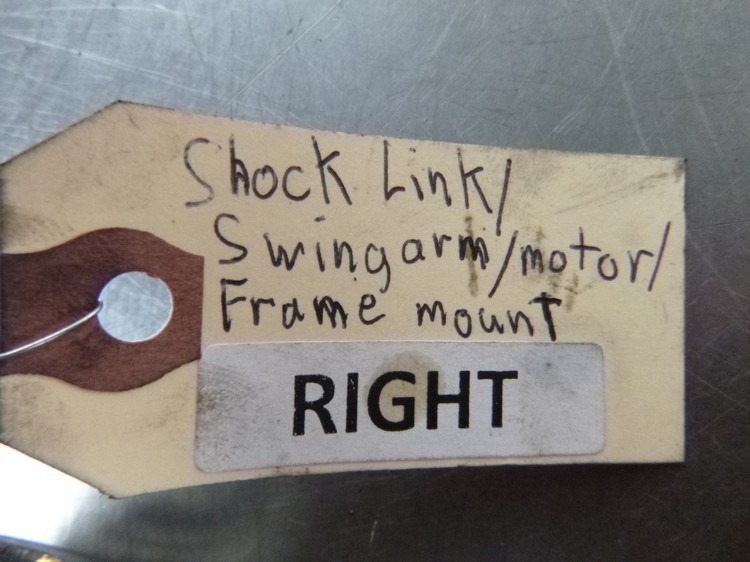 Shock Link/
Swingarm/motor/
Frame mount
RIGHT